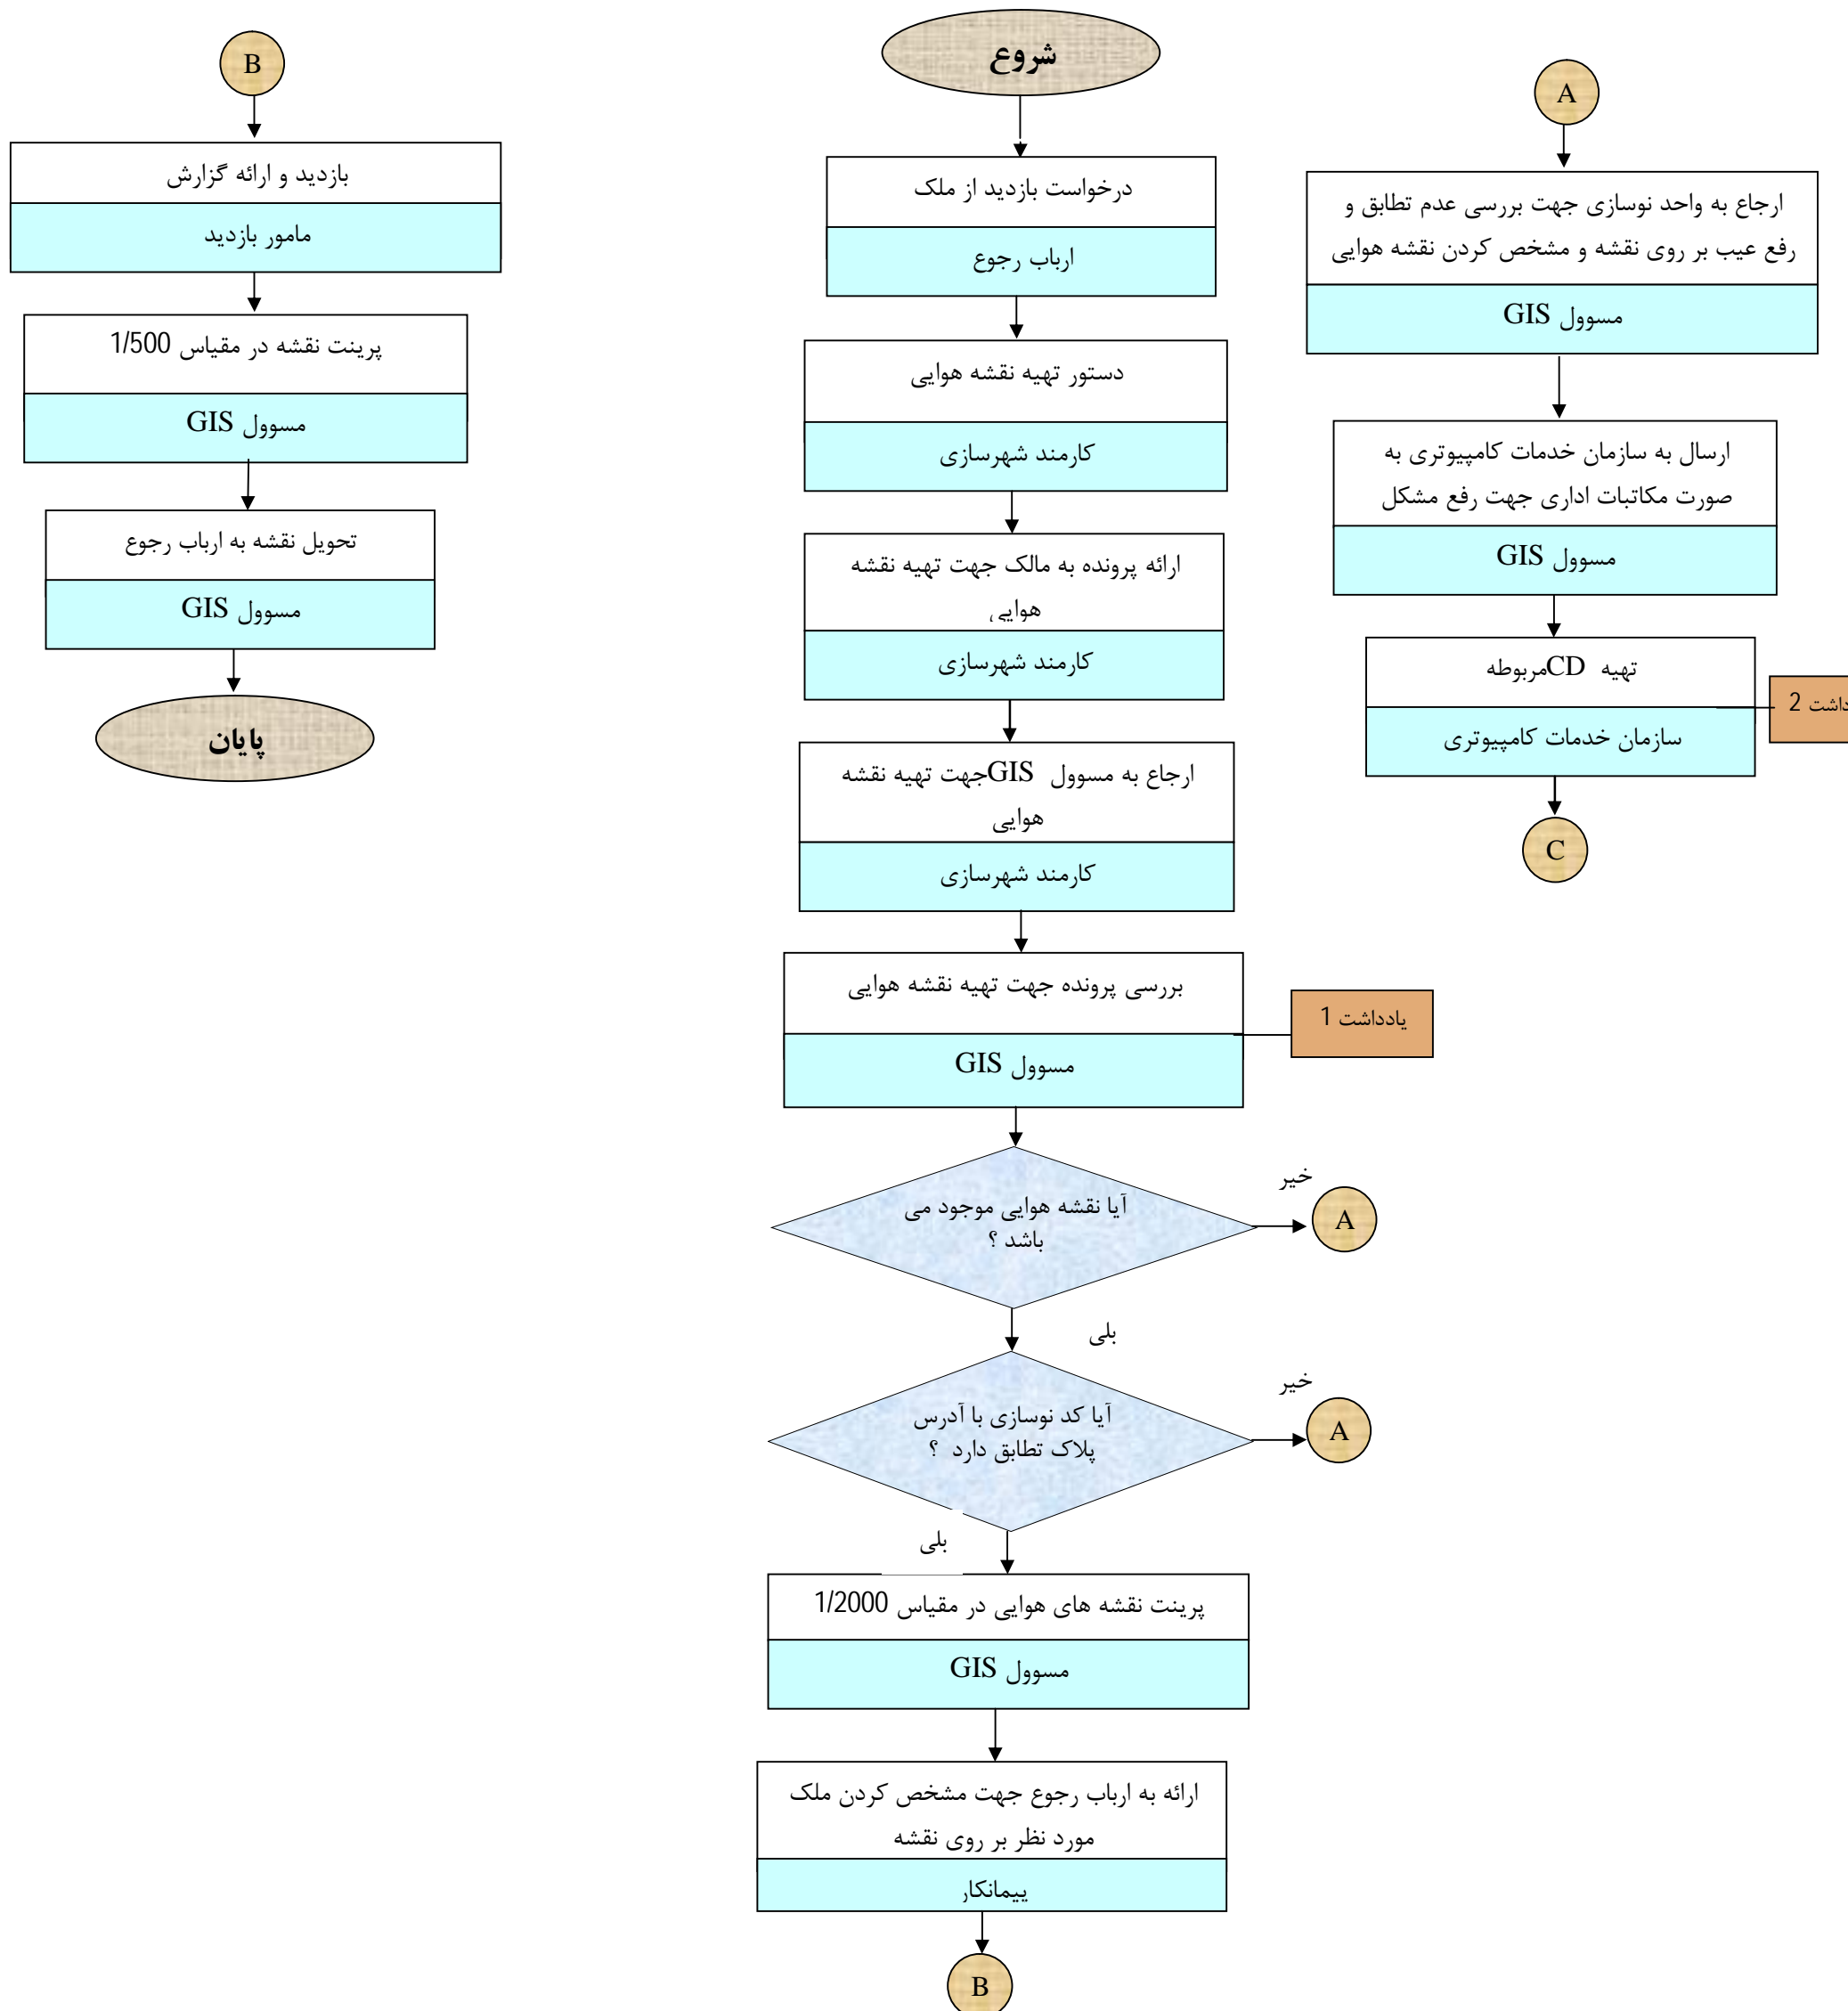 شروع
درخواست بازدید از ملک
ارباب رجوع
دستور تهیه نقشه هوایی
کارمند شهرسازی
ارائه پرونده به مالک جهت تهیه نقشه
هوایی
کارمند شهرسازی
ارجاع به مسوول GIS جهت تهیه نقشه
هوایی
کارمند شهرسازی
بررسی پرونده جهت تهیه نقشه هوایی
مسوول GIS
یادداشت 1
آیا نقشه هوایی موجود می
باشد ؟
خیر
A
بلی
آیا کد نوسازی با آدرس
پلاک تطابق دارد ؟
خیر
A
بلی
پرینت نقشه های هوایی در مقیاس 1/2000
مسوول GIS
ارائه به ارباب رجوع جهت مشخص کردن ملک
مورد نظر بر روی نقشه
پیمانکار
B
A
ارجاع به واحد نوسازی جهت بررسی عدم تطابق و
رفع عیب بر روی نقشه و مشخص کردن نقشه هوایی
مسوول GIS
ارسال به سازمان خدمات کامپیوتری به
صورت مکاتبات اداری جهت رفع مشکل
مسوول GIS
تهیه CDمربوطه
سازمان خدمات کامپیوتری
2
C
B
بازدید و ارائه گزارش
مامور بازدید
پرینت نقشه در مقیاس 1/500
مسوول GIS
تحویل نقشه به ارباب رجوع
مسوول GIS
پایان